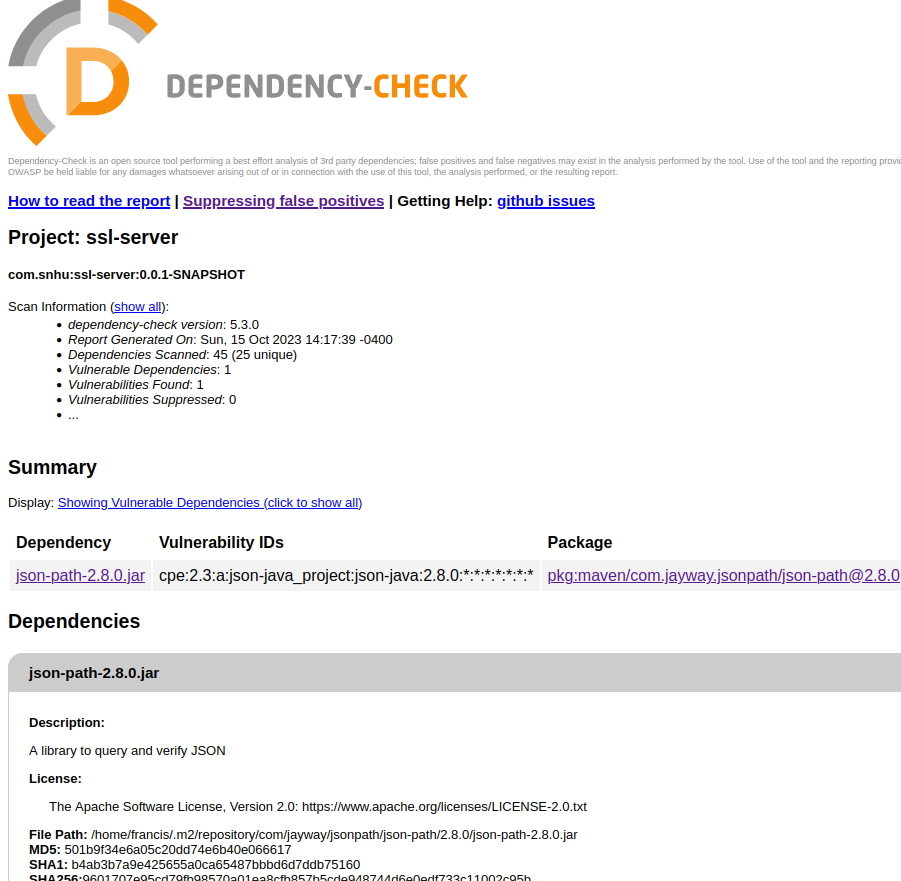 D
DEPENDENCY-CHECK
Dependency-Check is an open source tool performing a best effort analysis of 3rd party dependencies; false positives and false negatives may exist in the analysis performed by the tool. Use of the tool and the reporting
OWASP be held liable for any damages whatsoever arising out of or in connection with the use of this tool, the analysis performed, or the resulting report.
How to read the report | Suppressing false positives | Getting Help: github issues
Project: ssl-server
com.snhu:ssl-server:0.0.1-SNAPSHOT
Scan Information (show all):
• dependency-check version: 5.3.0
• Report Generated On: Sun, 15 Oct 2023 14:17:39 -0400
• Dependencies Scanned: 45 (25 unique)
• Vulnerable Dependencies: 1
• Vulnerabilities Found: 1
• Vulnerabilities Suppressed: 0
• ...
Summary
Display: Showing Vulnerable Dependencies (click to show all)
Dependency Vulnerability IDs Package
json-path-2.8.0.jar cpe:2.3:a:json-java_project:json-java:2.8.0:*:*:*:*:*:*:* pkg:maven/com.jayway.jsonpath/json-path@2.8.0
Dependencies
json-path-2.8.0.jar
Description:
A library to query and verify JSON
License:
The Apache Software License, Version 2.0: https://www.apache.org/licenses/LICENSE-2.0.txt
File Path: /home/francis/.m2/repository/com/jayway/jsonpath/json-path/2.8.0/json-path-2.8.0.jar
MD5: 501b9f34e6a05c20dd74e6b40e066617
SHA1: b4ab3b7a9e425655a0ca65487bbbd6d7ddb75160
SHA256:9601707e95cd79fb98570a01ea8cfb857b5cde948744d6e0edf733c11002c95b